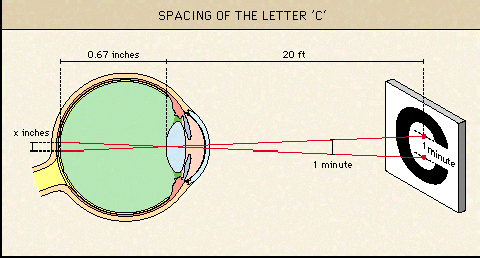 SPACING OF THE LETTER 'C'
0.67 inches
20 ft
x inches
1 minute
1 minute